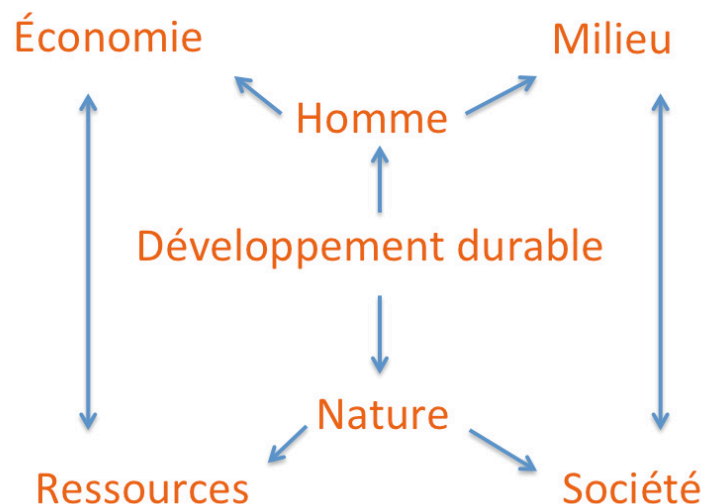 Économie
Milieu
Homme
Développement durable
Nature
Ressources
Société